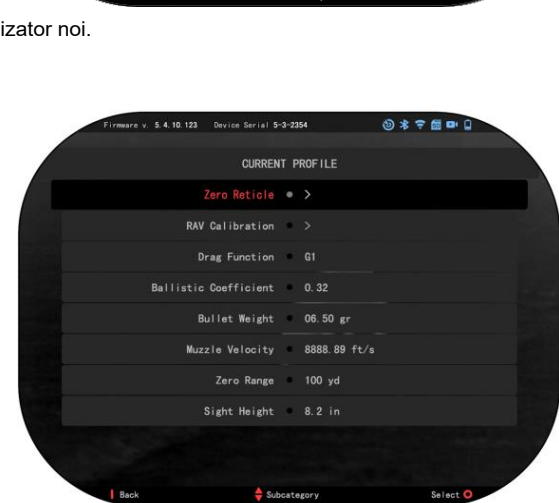 izator noi.
Firmware v. 5.4.10.123 Device Serial 5-3-2354
CURRENT PROFILE
Zero Reticle >
RAV Calibration >
Drag Function G1
Ballistic Coefficient 0.32
Bullet Weight 06.50 gr
Muzzle Velocity 8888.89 ft/s
Zero Range 100 yd
Sight Height 8.2 in
Back Subcategory Select